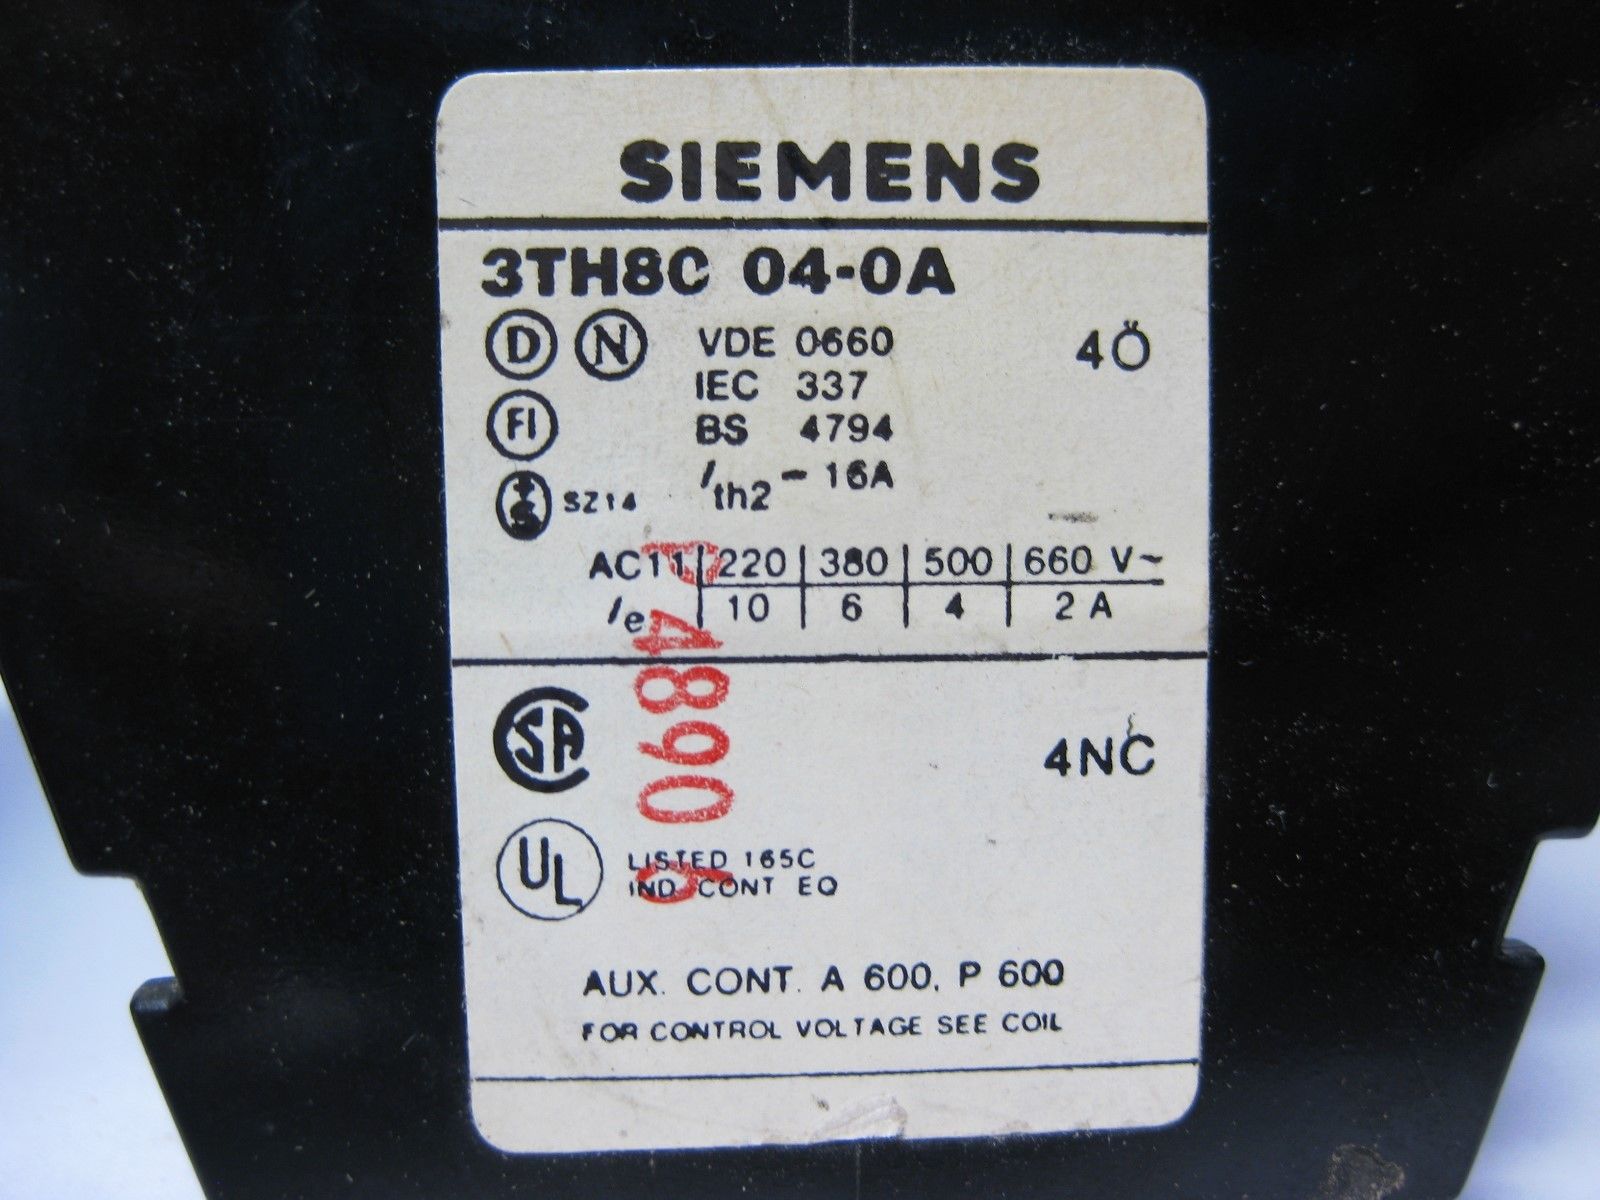 SIEMENS
3TH8C 04-0A
D N VDE 0660 4Ö
IEC 337
FI BS 4794
+S SZ14 Ith2 - 16A
AC11 220 380 500 660 V~
Ie 10 6 4 2 A
CSA 4NC
UL LISTED 165C
IND CONT EQ
AUX. CONT. A 600, P 600
FOR CONTROL VOLTAGE SEE COIL
4890